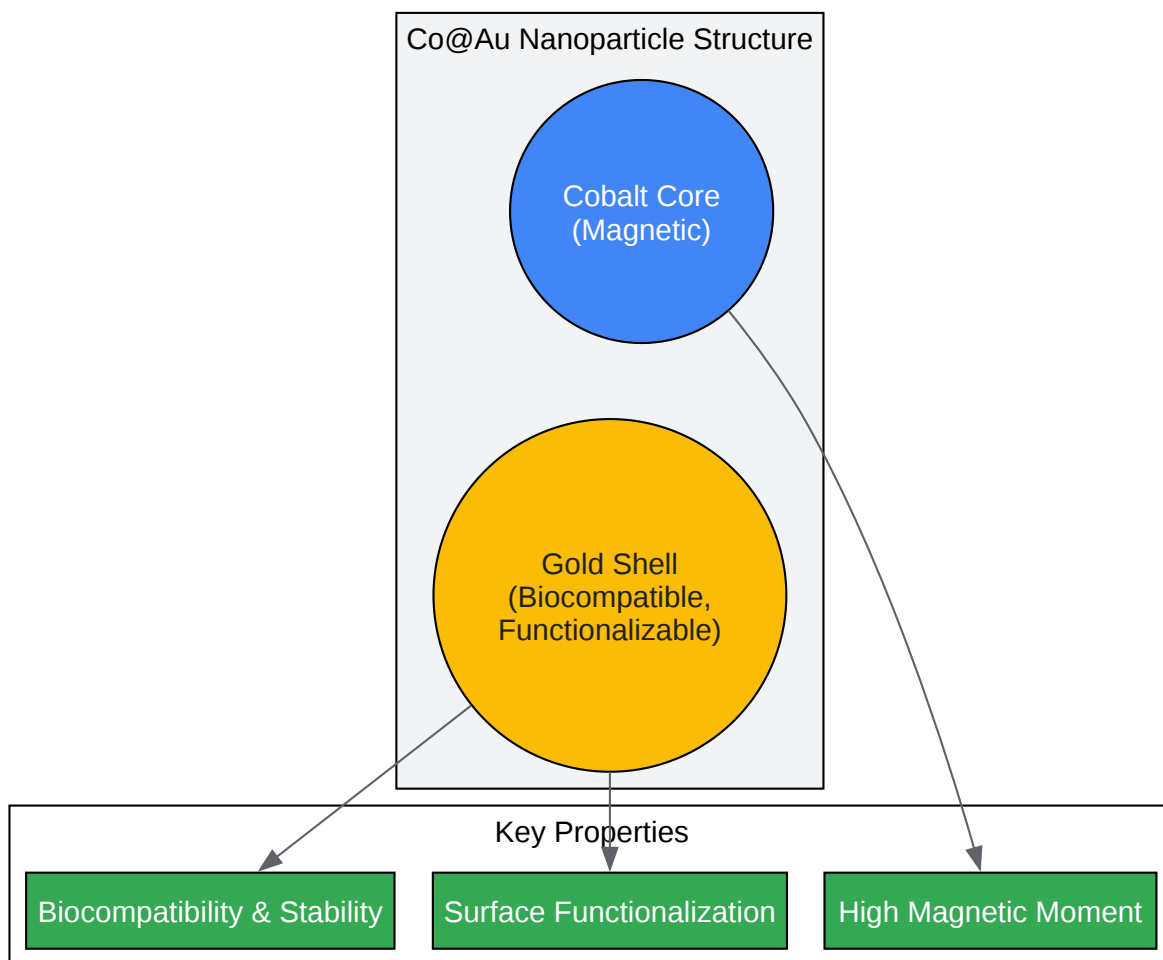 Co@Au Nanoparticle Structure
Cobalt Core
(Magnetic)
Gold Shell
(Biocompatible,
Functionalizable)
Key Properties
Biocompatibility & Stability
Surface Functionalization
High Magnetic Moment